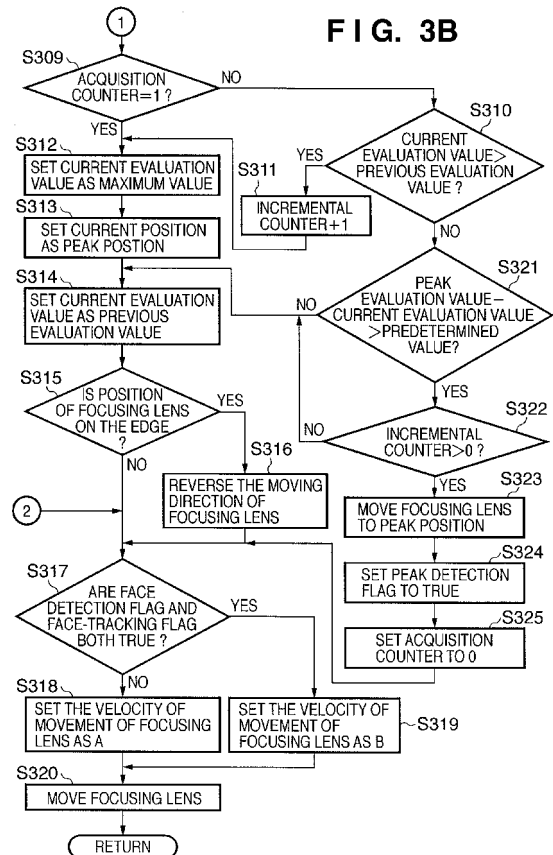 FIG. 3B
1
S309
ACQUISITION
COUNTER=1 ?
NO
YES
S310
CURRENT
EVALUATION VALUE>
PREVIOUS EVALUATION
VALUE ?
YES
NO
S311
INCREMENTAL
COUNTER+1
S312
SET CURRENT EVALUATION
VALUE AS MAXIMUM VALUE
S313
SET CURRENT POSITION
AS PEAK POSTION
S314
SET CURRENT EVALUATION
VALUE AS PREVIOUS
EVALUATION VALUE
S321
PEAK
EVALUATION VALUE−
CURRENT EVALUATION VALUE
>PREDETERMINED
VALUE?
NO
YES
S315
IS POSITION
OF FOCUSING LENS
ON THE EDGE
?
YES
NO
S322
INCREMENTAL
COUNTER>0 ?
NO
YES
S316
REVERSE THE MOVING
DIRECTION OF
FOCUSING LENS
S323
MOVE FOCUSING LENS
TO PEAK POSITION
2
S324
SET PEAK DETECTION
FLAG TO TRUE
S317
ARE FACE
DETECTION FLAG AND
FACE-TRACKING FLAG
BOTH TRUE ?
YES
NO
S325
SET ACQUISITION
COUNTER TO 0
S318
SET THE VELOCITY OF
MOVEMENT OF FOCUSING
LENS AS A
SET THE VELOCITY OF
MOVEMENT OF
FOCUSING LENS AS B
S319
S320
MOVE FOCUSING LENS
RETURN